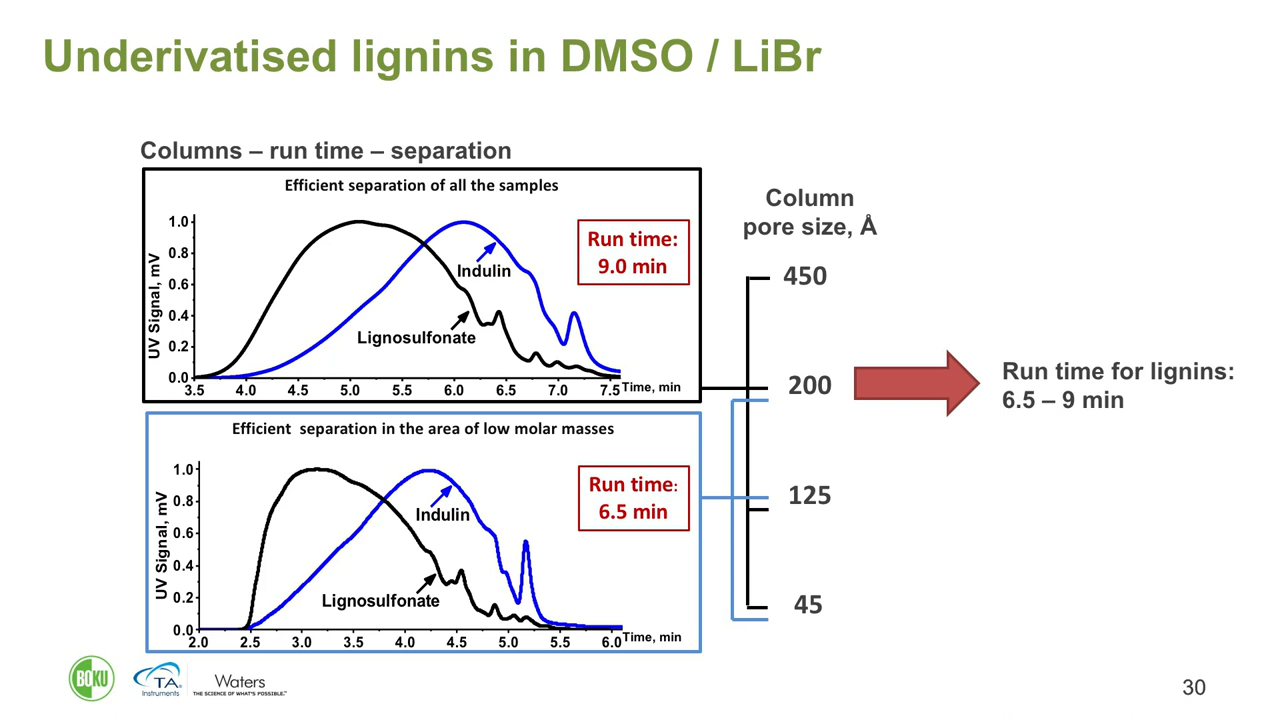 Underivatised lignins in DMSO / LiBr
Columns – run time – separation
Efficient separation of all the samples
UV Signal, mV
1.0
0.8
0.6
0.4
0.2
0.0
Run time:
9.0 min
Indulin
Lignosulfonate
3.5 4.0 4.5 5.0 5.5 6.0 6.5 7.0 7.5 Time, min
Efficient separation in the area of low molar masses
UV Signal, mV
1.0
0.8
0.6
0.4
0.2
0.0
Run time:
6.5 min
Indulin
Lignosulfonate
2.0 2.5 3.0 3.5 4.0 4.5 5.0 5.5 6.0 Time, min
Column
pore size, Å
450
200
125
45
Run time for lignins:
6.5 – 9 min
BOKU
TA
Instruments
Waters
THE SCIENCE OF WHAT'S POSSIBLE.™
30